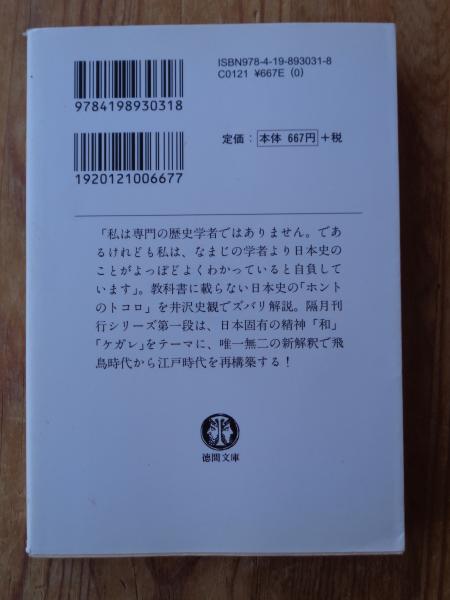 ISBN978-4-19-893031-8
C0121 ¥667E (0)
9784198930318
定価：本体 667円+税
1920121006677
「私は専門の歴史学者ではありません。であ
るけれども私は、なまじの学者より日本史の
ことがよっぽどよくわかっていると自負して
います」。教科書に載らない日本史の「ホント
のトコロ」を井沢史観でズバリ解説。隔月刊
行シリーズ第一段は、日本固有の精神「和」
「ケガレ」をテーマに、唯一無二の新解釈で飛
鳥時代から江戸時代を再構築する！
徳間文庫